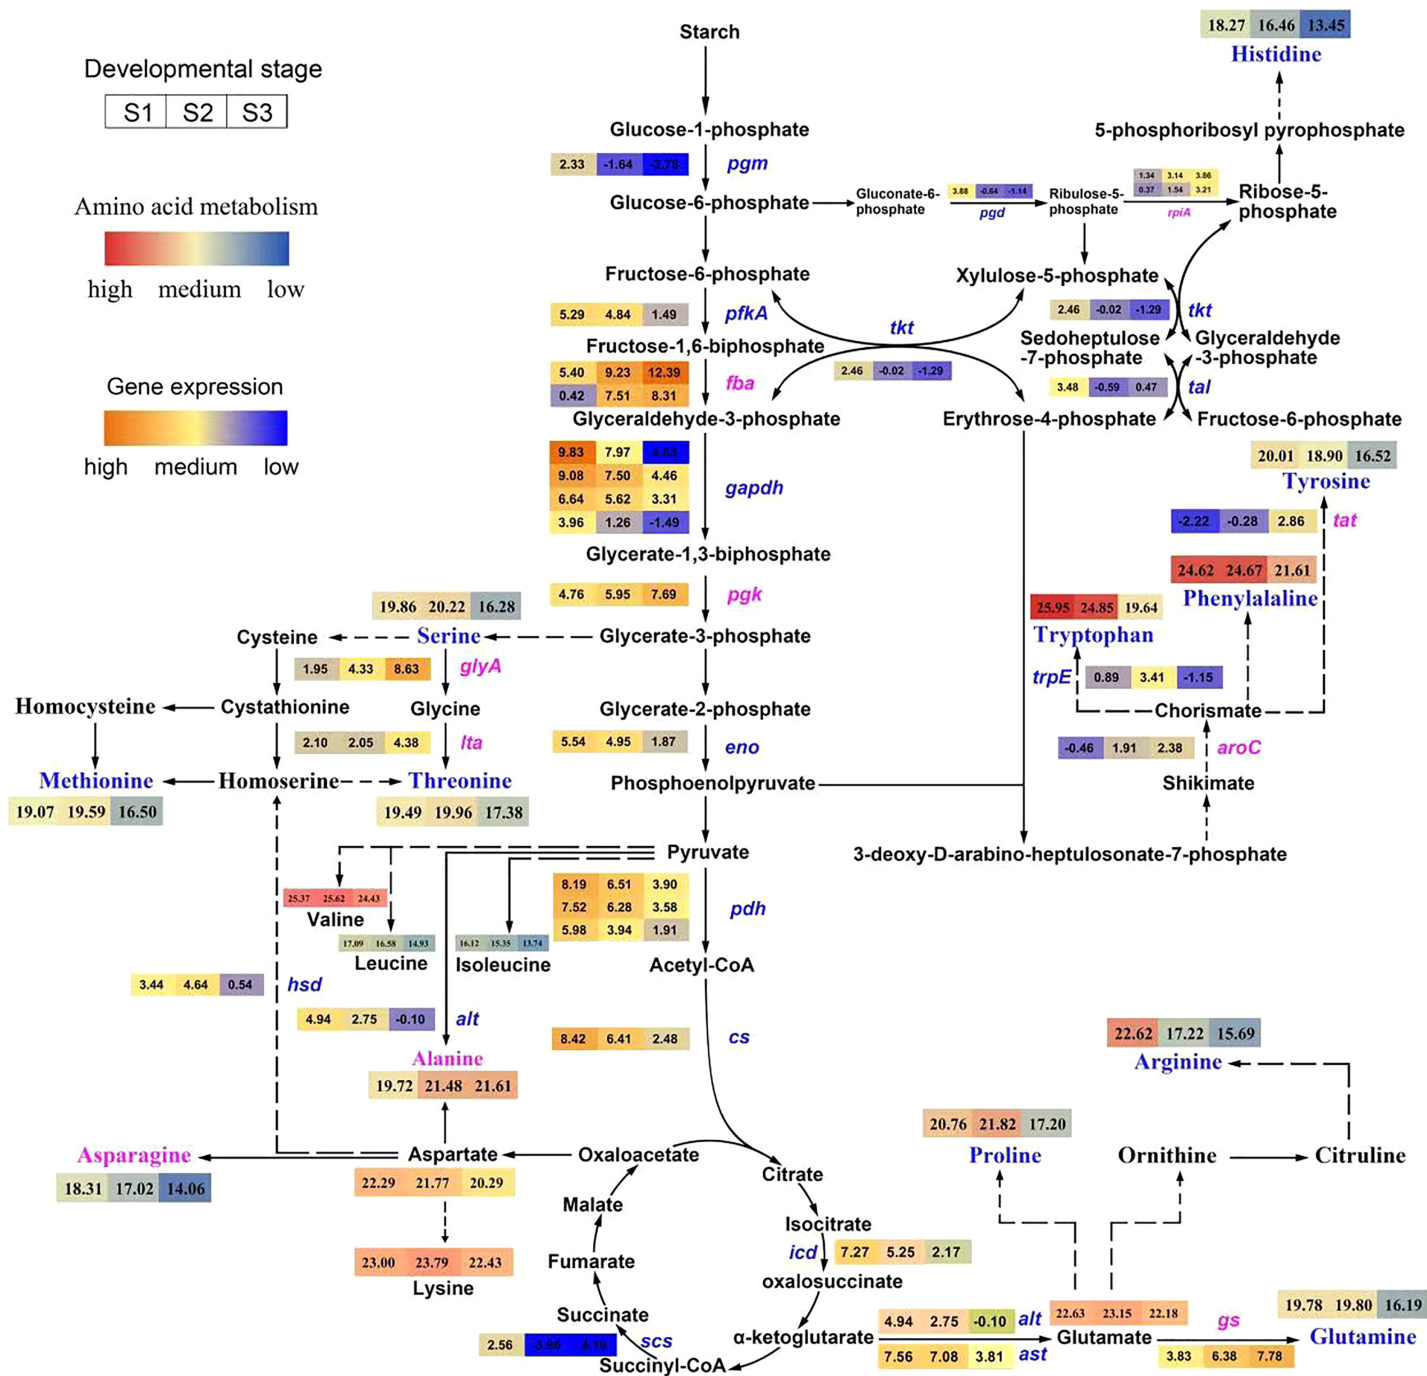 Starch
18.27 16.46 13.45
Histidine
Developmental stage
S1 S2 S3
Glucose-1-phosphate
5-phosphoribosyl pyrophosphate
2.33 -1.64 -3.78
pgm
Amino acid metabolism
high medium low
Glucose-6-phosphate
Gluconate-6-
phosphate
3.88 -0.64 -1.14
pgd
Ribulose-5-
phosphate
1.34 3.14 3.86
0.37 1.54 3.21
rpiA
Ribose-5-
phosphate
Fructose-6-phosphate
Xylulose-5-phosphate
5.29 4.84 1.49
pfkA
tkt
2.46 -0.02 -1.29
tkt
Fructose-1,6-biphosphate
Sedoheptulose
-7-phosphate
Glyceraldehyde
-3-phosphate
Gene expression
high medium low
5.40 9.23 12.39
0.42 7.51 8.31
fba
2.46 -0.02 -1.29
3.48 -0.59 0.47
tal
Glyceraldehyde-3-phosphate
Erythrose-4-phosphate
Fructose-6-phosphate
9.83 7.97
9.08 7.50 4.46
6.64 5.62 3.31
3.96 1.26 -1.49
gapdh
20.01 18.90 16.52
Tyrosine
-2.22 -0.28 2.86
tat
Glycerate-1,3-biphosphate
24.62 24.67 21.61
Phenylalaline
4.76 5.95 7.69
pgk
19.86 20.22 16.28
25.95 24.85 19.64
Cysteine
Serine
Glycerate-3-phosphate
Tryptophan
1.95 4.33 8.63
glyA
trpE
0.89 3.41 -1.15
Homocysteine
Cystathionine
Glycine
Glycerate-2-phosphate
Chorismate
2.10 2.05 4.38
lta
5.54 4.95 1.87
eno
-0.46 1.91 2.38
aroC
Methionine
Homoserine
Threonine
Phosphoenolpyruvate
Shikimate
19.07 19.59 16.50
19.49 19.96 17.38
Pyruvate
3-deoxy-D-arabino-heptulosonate-7-phosphate
25.37 25.62 24.43
Valine
8.19 6.51 3.90
7.52 6.28 3.58
5.98 3.94 1.91
pdh
17.09 16.58 14.93
Leucine
16.12 15.35 13.74
Isoleucine
Acetyl-CoA
3.44 4.64 0.54
hsd
4.94 2.75 -0.10
alt
8.42 6.41 2.48
cs
22.62 17.22 15.69
Arginine
Alanine
19.72 21.48 21.61
20.76 21.82 17.20
Asparagine
Aspartate
Oxaloacetate
Proline
Ornithine
Citruline
18.31 17.02 14.06
22.29 21.77 20.29
Citrate
Malate
Isocitrate
23.00 23.79 22.43
Lysine
Fumarate
icd
7.27 5.25 2.17
oxalosuccinate
Succinate
4.94 2.75 -0.10
alt
22.63 23.15 22.18
gs
19.78 19.80 16.19
2.56
scs
α-ketoglutarate
Glutamate
Glutamine
Succinyl-CoA
7.56 7.08 3.81
ast
3.83 6.38 7.78